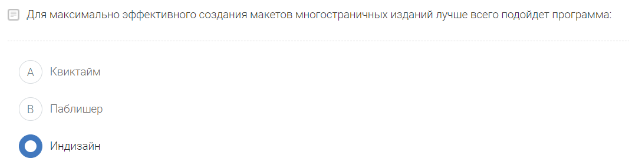 Для максимально эффективного создания макетов многостраничных изданий лучше всего подойдет программа:
A Квиктайм
B Паблишер
Индизайн